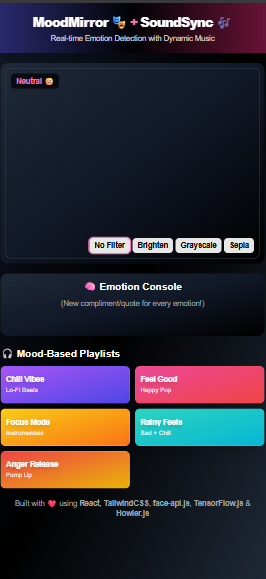 MoodMirror 🎭 + SoundSync 🎶
Real-time Emotion Detection with Dynamic Music
Neutral 😐
No Filter
Brighten
Grayscale
Sepia
🧠 Emotion Console
(New compliment/quote for every emotion!)
🎧 Mood-Based Playlists
Chill Vibes
Lo-Fi Beats
Feel Good
Happy Pop
Focus Mode
Instrumentals
Rainy Feels
Sad + Chill
Anger Release
Pump Up
Built with 💖 using React, TailwindCSS, face-api.js, TensorFlow.js &
Howler.js